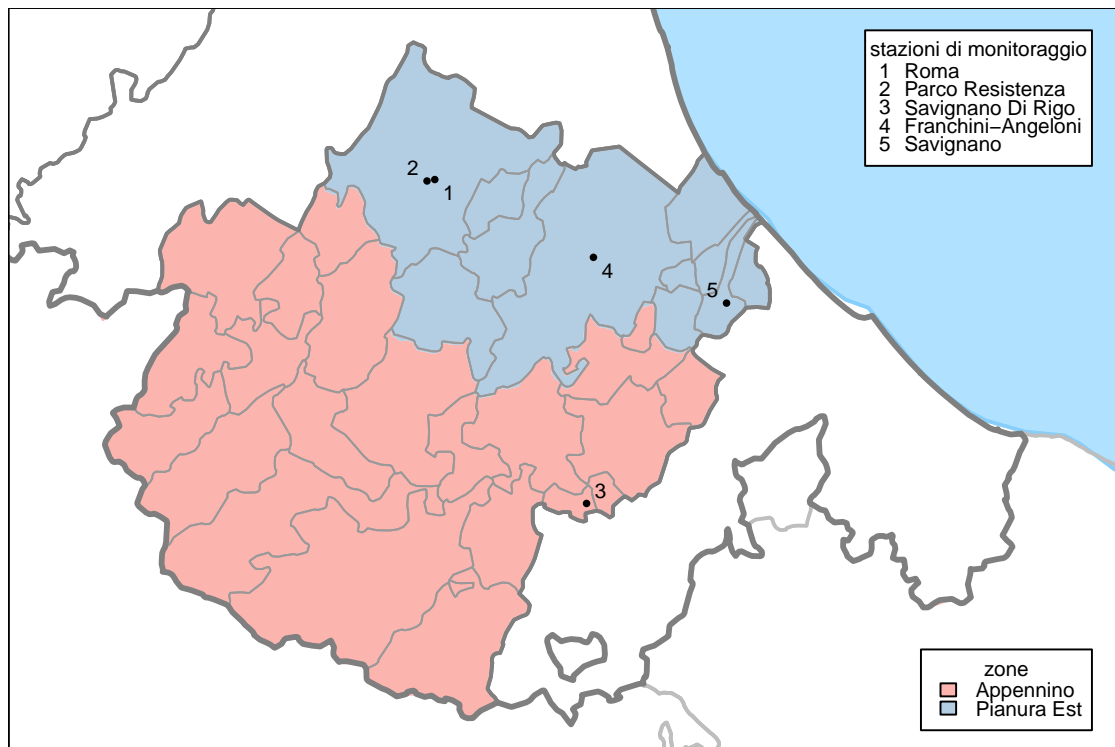 stazioni di monitoraggio
1 Roma
2 Parco Resistenza
3 Savignano Di Rigo
4 Franchini−Angeloni
5 Savignano
2
1
4
5
3
zone
Appennino
Pianura Est